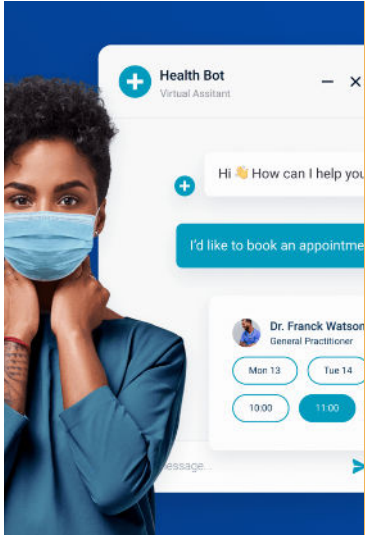 Health Bot
Virtual Assitant
Hi 👋 How can I help you
I'd like to book an appointme
Dr. Franck Watson
General Practitioner
Mon 13
Tue 14
10:00
11:00
essage...